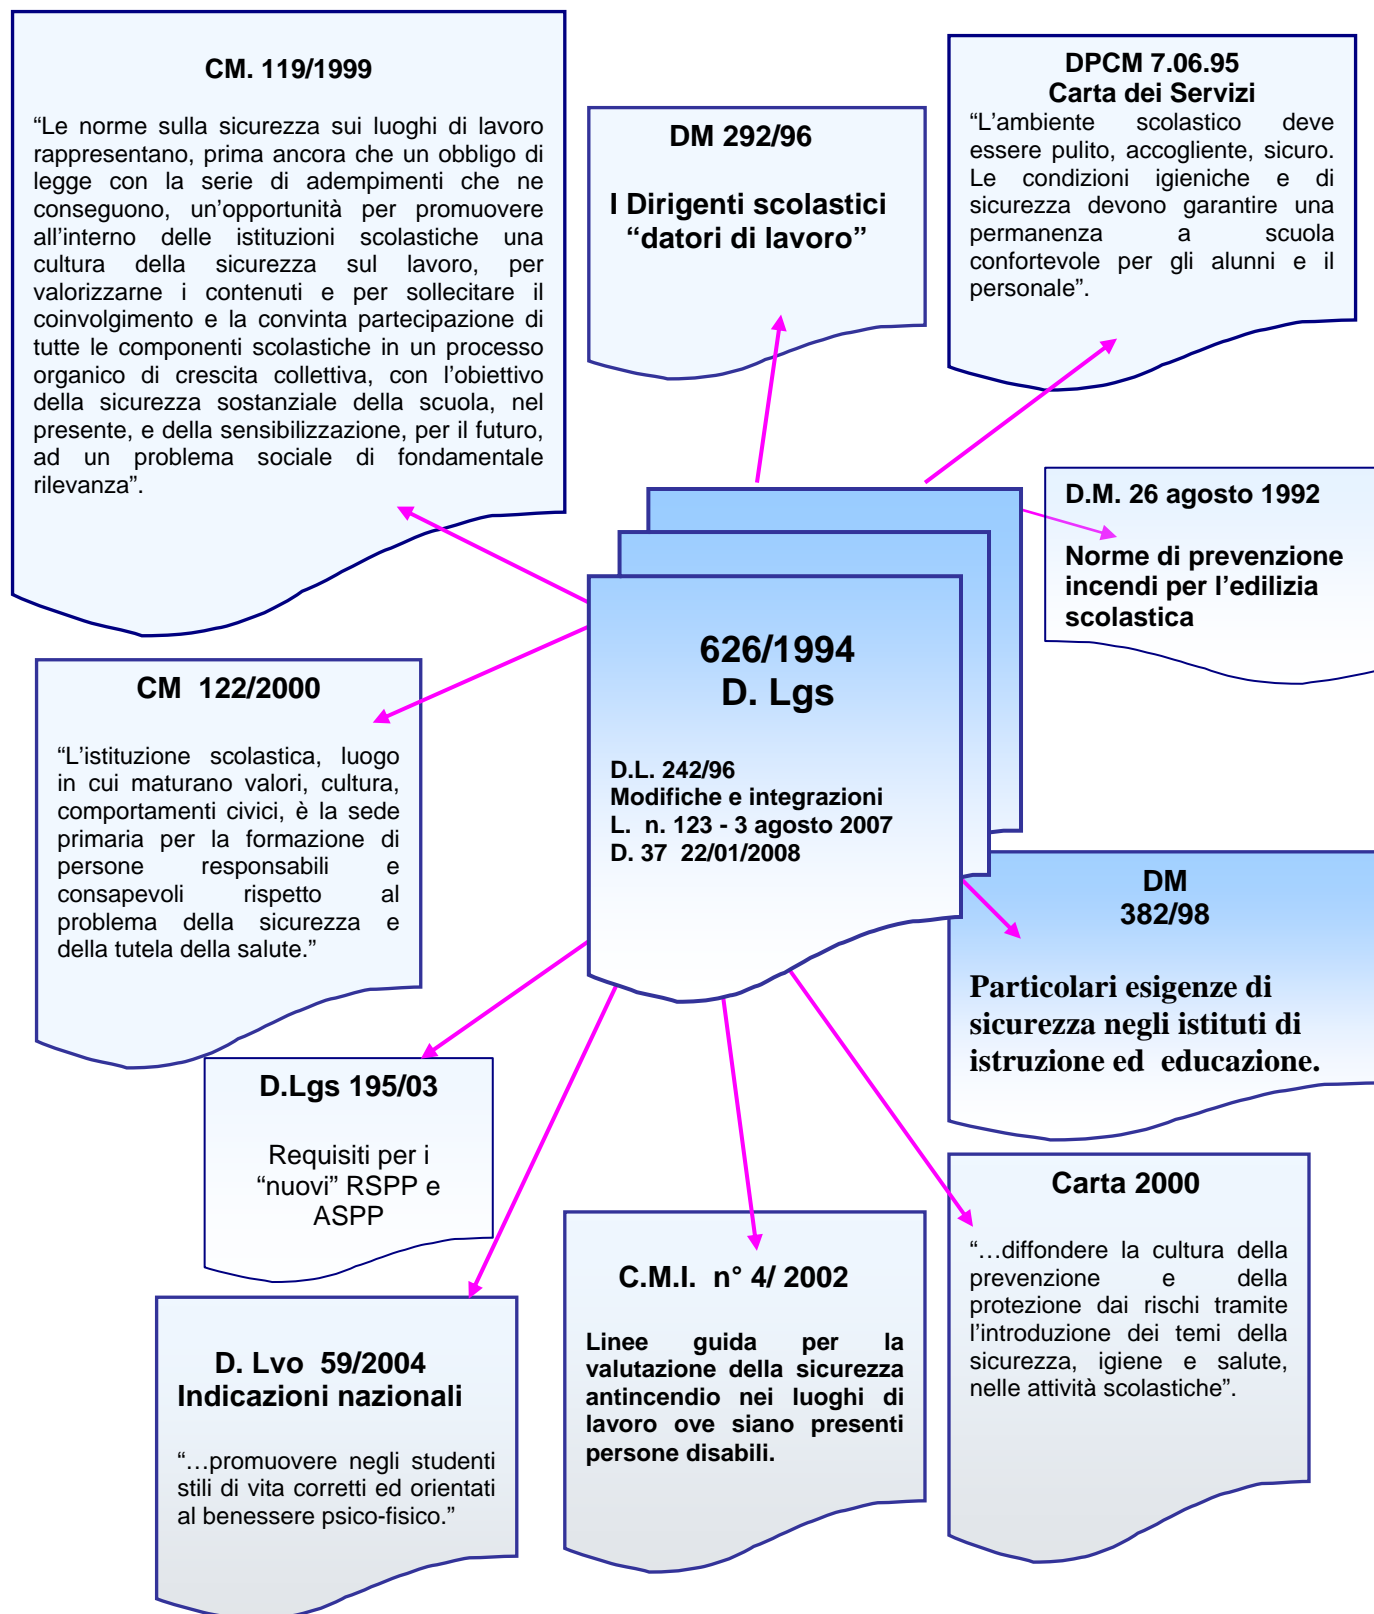 CM. 119/1999
“Le norme sulla sicurezza sui luoghi di lavoro
rappresentano, prima ancora che un obbligo di
legge con la serie di adempimenti che ne
conseguono, un’opportunità per promuovere
all’interno delle istituzioni scolastiche una
cultura della sicurezza sul lavoro, per
valorizzarne i contenuti e per sollecitare il
coinvolgimento e la convinta partecipazione di
tutte le componenti scolastiche in un processo
organico di crescita collettiva, con l’obiettivo
della sicurezza sostanziale della scuola, nel
presente, e della sensibilizzazione, per il futuro,
ad un problema sociale di fondamentale
rilevanza”.
DM 292/96
I Dirigenti scolastici
“datori di lavoro”
DPCM 7.06.95
Carta dei Servizi
“L’ambiente scolastico deve
essere pulito, accogliente, sicuro.
Le condizioni igieniche e di
sicurezza devono garantire una
permanenza a scuola
confortevole per gli alunni e il
personale”.
D.M. 26 agosto 1992
Norme di prevenzione
incendi per l’edilizia
scolastica
626/1994
D. Lgs
D.L. 242/96
Modifiche e integrazioni
L. n. 123 - 3 agosto 2007
D. 37 22/01/2008
CM 122/2000
“L’istituzione scolastica, luogo
in cui maturano valori, cultura,
comportamenti civici, è la sede
primaria per la formazione di
persone responsabili e
consapevoli rispetto al
problema della sicurezza e
della tutela della salute.”
DM
382/98
Particolari esigenze di
sicurezza negli istituti di
istruzione ed educazione.
D.Lgs 195/03
Requisiti per i
“nuovi” RSPP e
ASPP
D. Lvo 59/2004
Indicazioni nazionali
“…promuovere negli studenti
stili di vita corretti ed orientati
al benessere psico-fisico.”
C.M.I. n° 4/ 2002
Linee guida per la
valutazione della sicurezza
antincendio nei luoghi di
lavoro ove siano presenti
persone disabili.
Carta 2000
“…diffondere la cultura della
prevenzione e della
protezione dai rischi tramite
l’introduzione dei temi della
sicurezza, igiene e salute,
nelle attività scolastiche”.